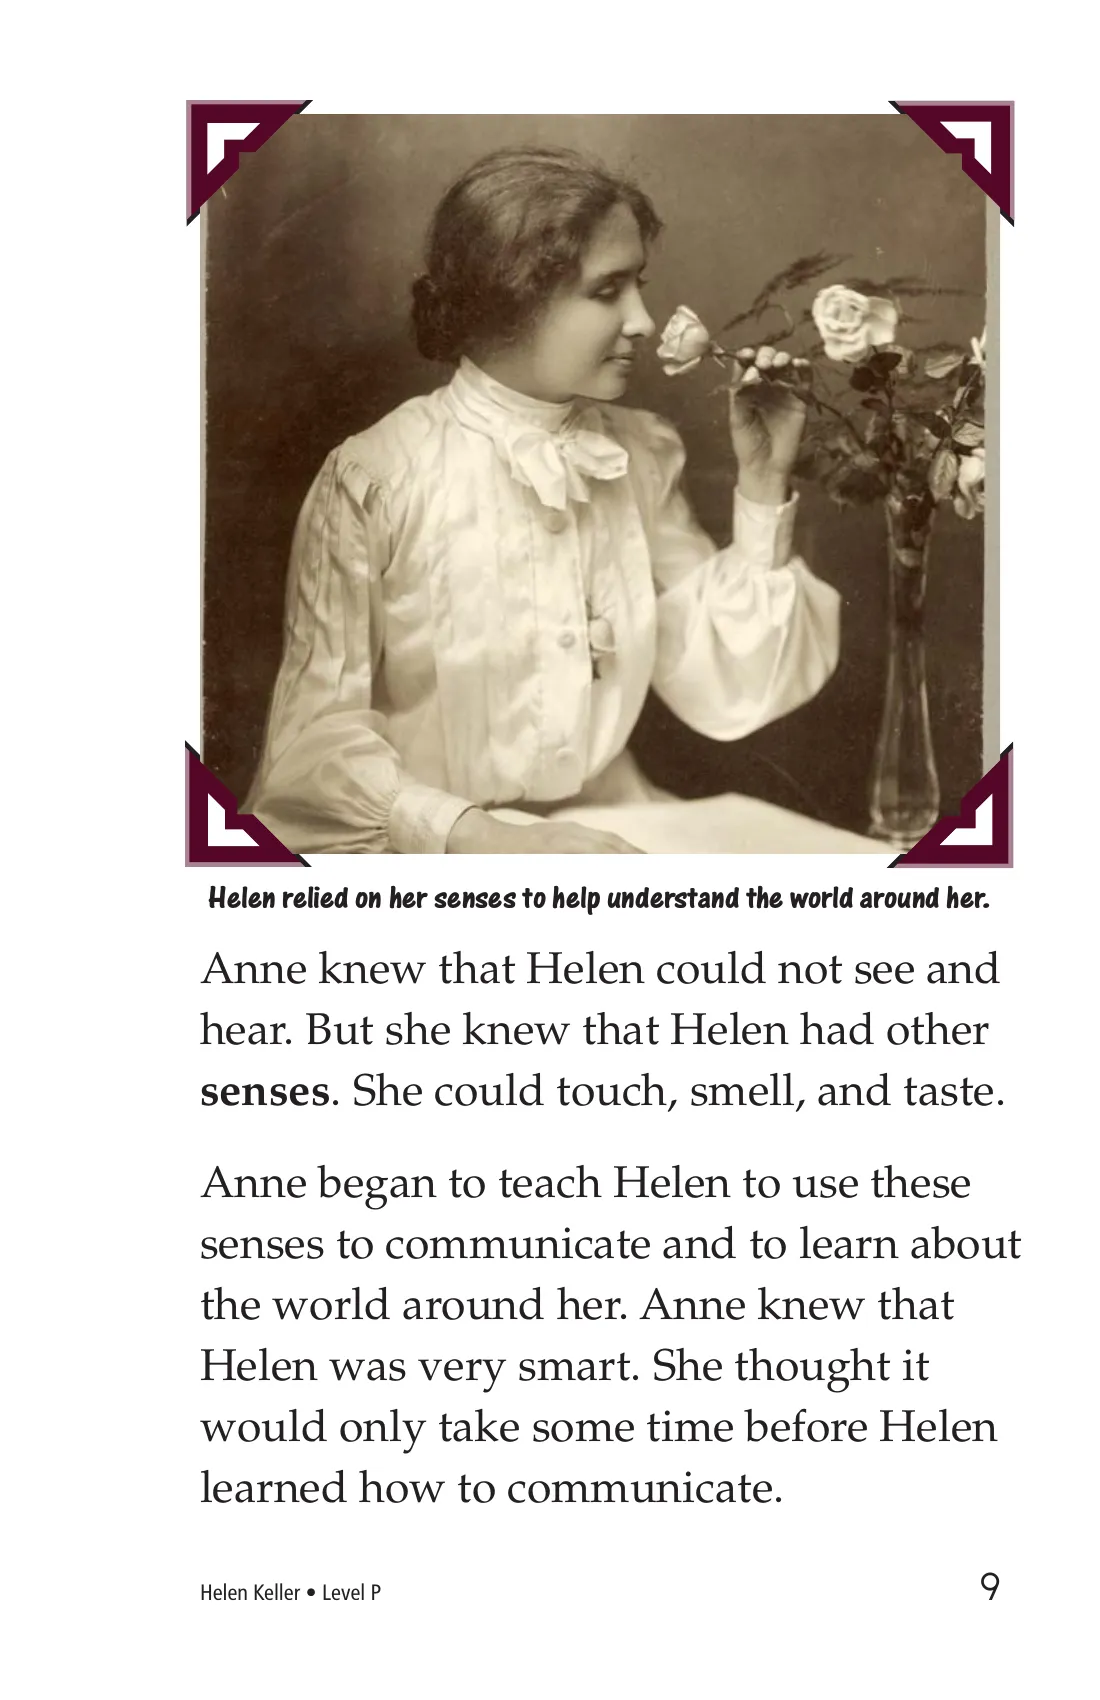 Helen relied on her senses to help understand the world around her.
Anne knew that Helen could not see and
hear. But she knew that Helen had other
senses. She could touch, smell, and taste.
Anne began to teach Helen to use these
senses to communicate and to learn about
the world around her. Anne knew that
Helen was very smart. She thought it
would only take some time before Helen
learned how to communicate.
Helen Keller • Level P
9